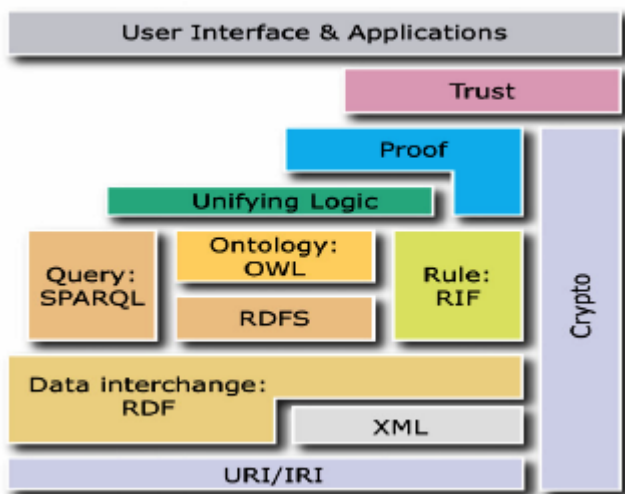 User Interface & Applications
Trust
Proof
Unifying Logic
Query:
SPARQL
Ontology:
OWL
RDFS
Rule:
RIF
Crypto
Data interchange:
RDF
XML
URI/IRI